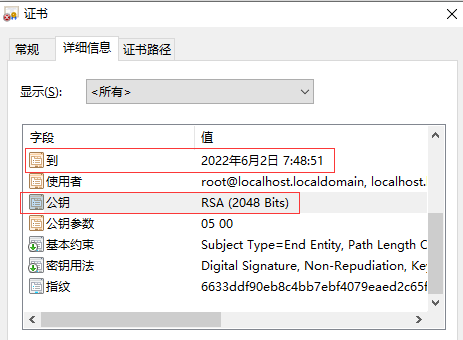 证书
常规 详细信息 证书路径
显示(S): <所有>
字段 值
到 2022年6月2日 7:48:51
使用者 root@localhost.localdomain, localhost.l
公钥 RSA (2048 Bits)
公钥参数 05 00
基本约束 Subject Type=End Entity, Path Length C
密钥用法 Digital Signature, Non-Repudiation, Key
指纹 6633ddf90eb8c4bb7ebf4079eaed2c65f